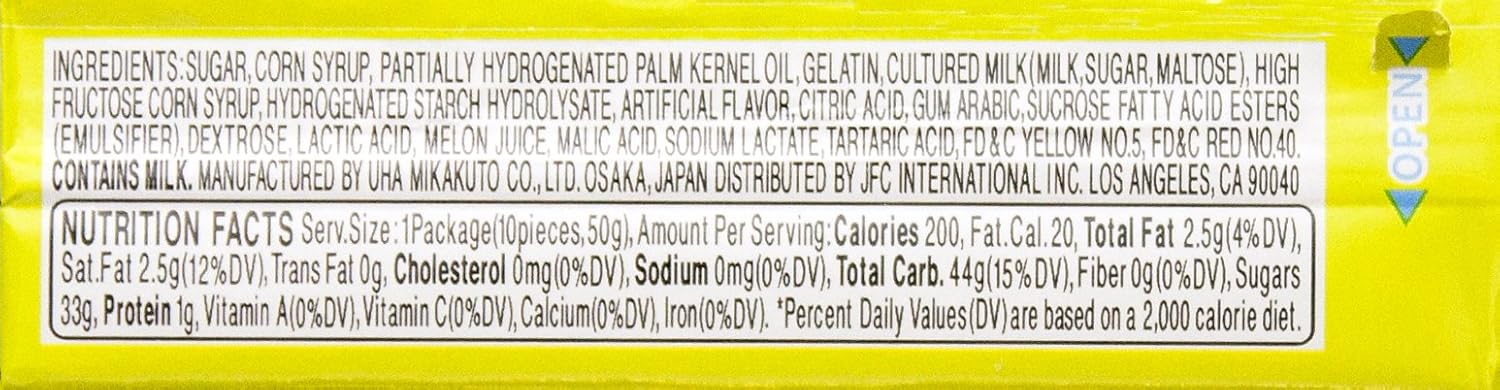 INGREDIENTS:SUGAR, CORN SYRUP, PARTIALLY HYDROGENATED PALM KERNEL OIL, GELATIN, CULTURED MILK (MILK, SUGAR, MALTOSE), HIGH
FRUCTOSE CORN SYRUP, HYDROGENATED STARCH HYDROLYSATE, ARTIFICIAL FLAVOR, CITRIC ACID, GUM ARABIC, SUCROSE FATTY ACID ESTERS
(EMULSIFIER), DEXTROSE, LACTIC ACID, MELON JUICE, MALIC ACID, SODIUM LACTATE, TARTARIC ACID, FD&C YELLOW NO.5, FD&C RED NO.40.
CONTAINS MILK. MANUFACTURED BY UHA MIKAKUTO CO., LTD. OSAKA, JAPAN DISTRIBUTED BY JFC INTERNATIONAL INC. LOS ANGELES, CA 90040
NUTRITION FACTS Serv.Size:1Package(10pieces,50g), Amount Per Serving:Calories 200, Fat.Cal.20, Total Fat 2.5g(4%DV),
Sat.Fat 2.5g(12%DV), Trans Fat 0g, Cholesterol 0mg(0%DV), Sodium 0mg(0%DV), Total Carb. 44g(15%DV), Fiber 0g(0%DV), Sugars
33g, Protein 1g, Vitamin A(0%DV), Vitamin C(0%DV), Calcium(0%DV), Iron(0%DV). *Percent Daily Values(DV) are based on a 2,000 calorie diet.
OPEN